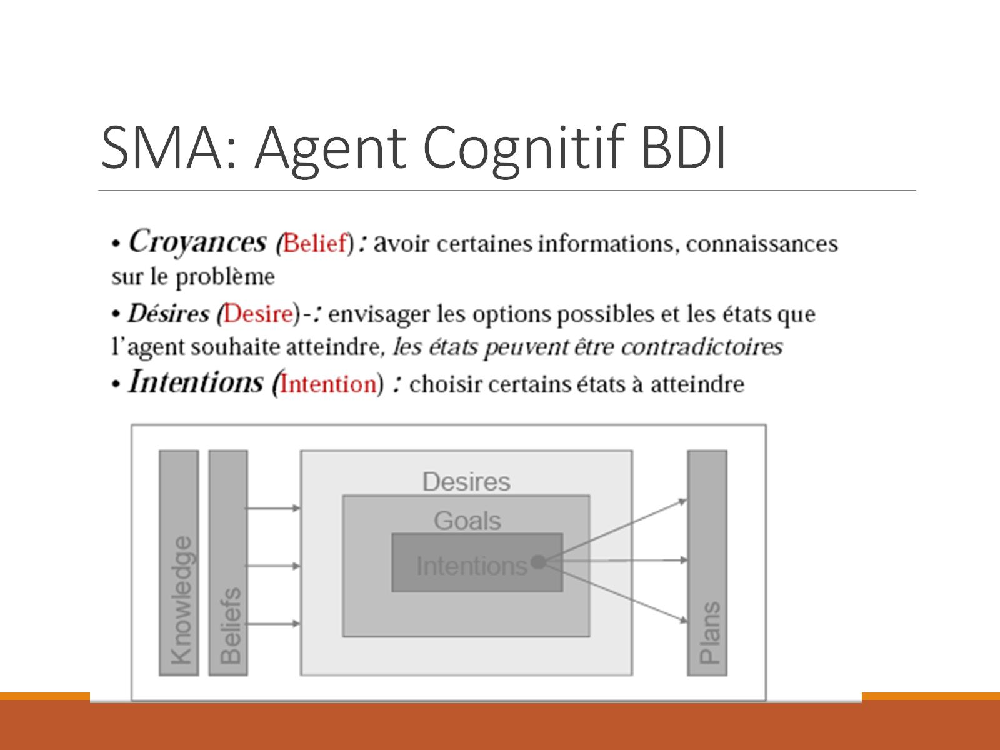 SMA: Agent Cognitif BDI
• Croyances (Belief) : avoir certaines informations, connaissances
sur le problème
• Désires (Desire)-: envisager les options possibles et les états que
l’agent souhaite atteindre, les états peuvent être contradictoires
• Intentions (Intention) : choisir certains états à atteindre
Knowledge
Beliefs
Desires
Goals
Intentions
Plans